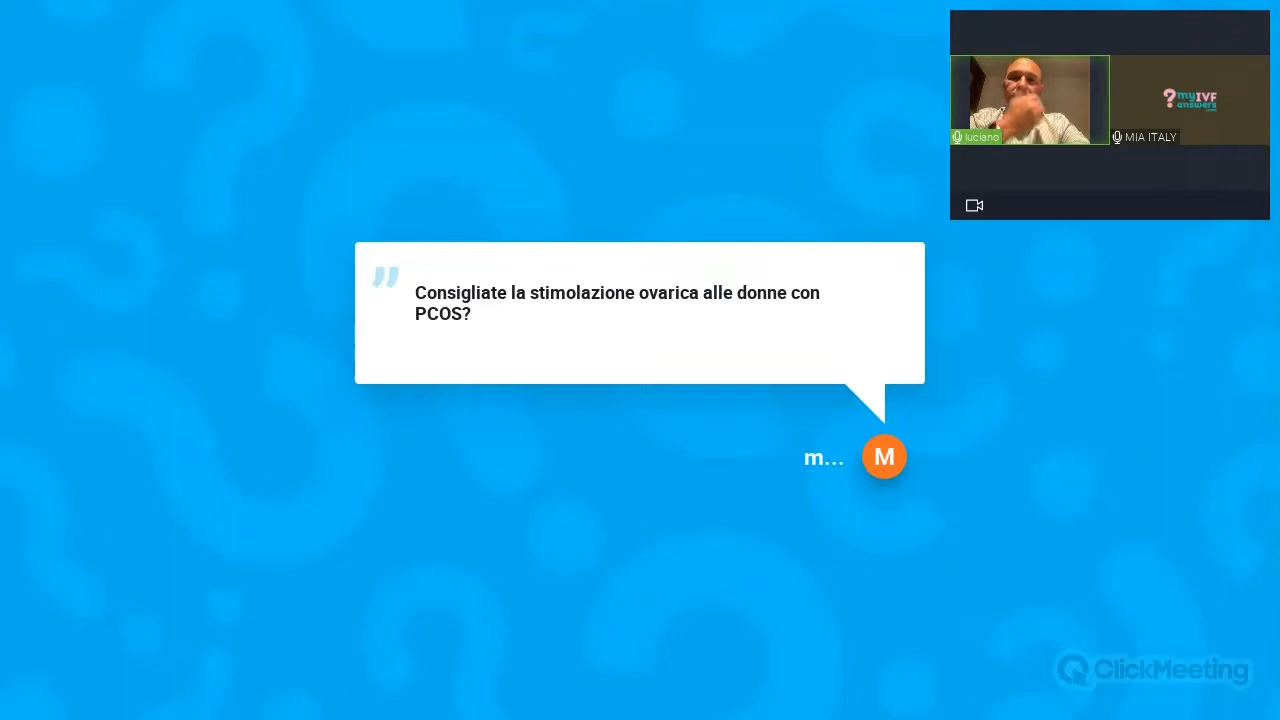 ?myIVF
answers
luciano
MIA ITALY
” Consigliate la stimolazione ovarica alle donne con
PCOS?
m...
M
ClickMeeting